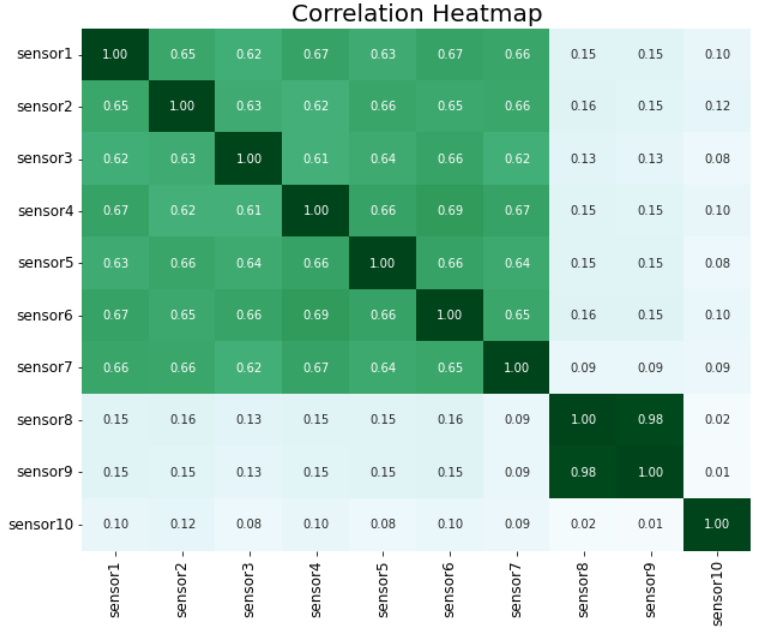 Correlation Heatmap
sensor1 1.00 0.65 0.62 0.67 0.63 0.67 0.66 0.15 0.15 0.10
sensor2 0.65 1.00 0.63 0.62 0.66 0.65 0.66 0.16 0.15 0.12
sensor3 0.62 0.63 1.00 0.61 0.64 0.66 0.62 0.13 0.13 0.08
sensor4 0.67 0.62 0.61 1.00 0.66 0.69 0.67 0.15 0.15 0.10
sensor5 0.63 0.66 0.64 0.66 1.00 0.66 0.64 0.15 0.15 0.08
sensor6 0.67 0.65 0.66 0.69 0.66 1.00 0.65 0.16 0.15 0.10
sensor7 0.66 0.66 0.62 0.67 0.64 0.65 1.00 0.09 0.09 0.09
sensor8 0.15 0.16 0.13 0.15 0.15 0.16 0.09 1.00 0.98 0.02
sensor9 0.15 0.15 0.13 0.15 0.15 0.15 0.09 0.98 1.00 0.01
sensor10 0.10 0.12 0.08 0.10 0.08 0.10 0.09 0.02 0.01 1.00
sensor1 sensor2 sensor3 sensor4 sensor5 sensor6 sensor7 sensor8 sensor9 sensor10